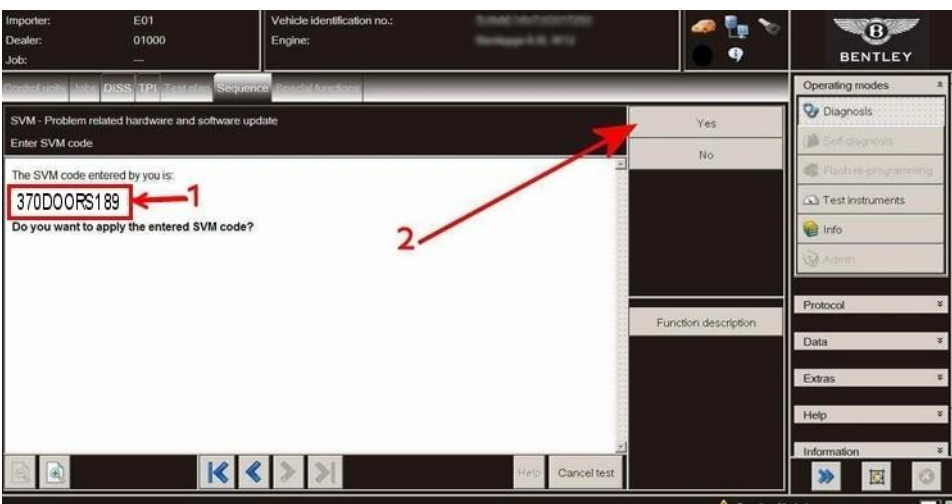 Importer: E01 Vehicle identification no.:
Dealer: 01000 Engine:
Job: ---
BENTLEY
Control units Jobs DISS TPI Test plan Sequence Special functions
Operating modes
SVM - Problem related hardware and software update
Enter SVM code
Yes
No
Diagnosis
Self diagnosis
Flash re-programming
Test instruments
Info
Admin
The SVM code entered by you is:
370DOORS189
1
Do you want to apply the entered SVM code?
2
Function description
Protocol
Data
Extras
Help
Information
Help
Cancel test